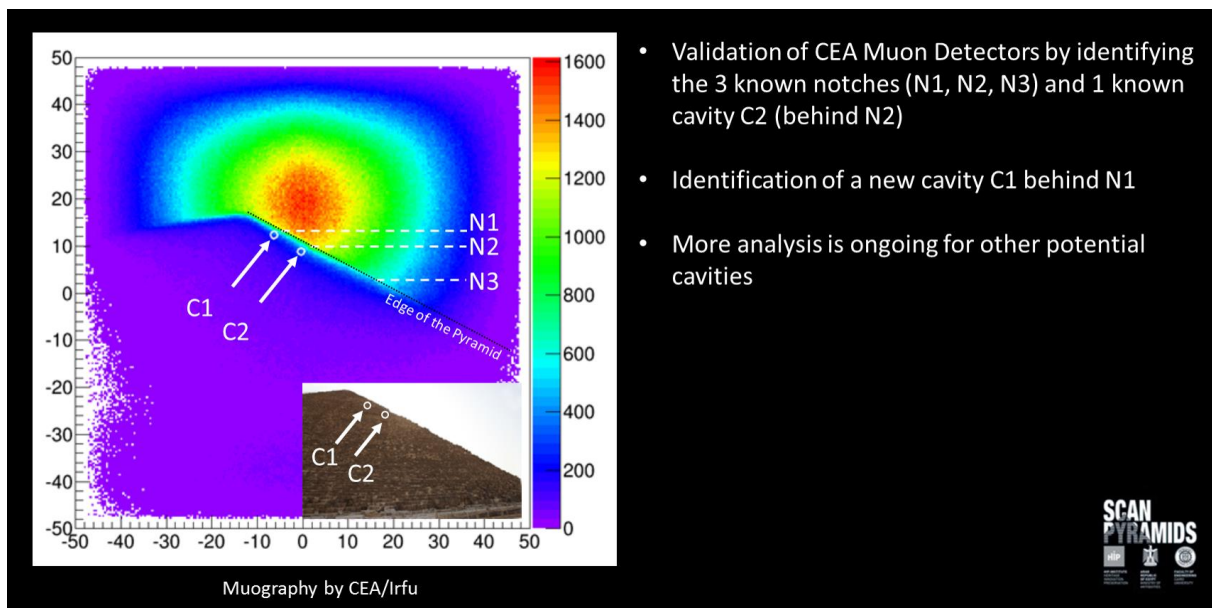 50
40
30
20
10
0
-10
-20
-30
-40
-50
-50 -40 -30 -20 -10 0 10 20 30 40 50
1600
1400
1200
1000
800
600
400
200
0
N1
N2
N3
C1
C2
Edge of the Pyramid
C1
C2
Muography by CEA/Irfu
• Validation of CEA Muon Detectors by identifying
the 3 known notches (N1, N2, N3) and 1 known
cavity C2 (behind N2)
• Identification of a new cavity C1 behind N1
• More analysis is ongoing for other potential
cavities
SCAN
PYRAMIDS
HIP